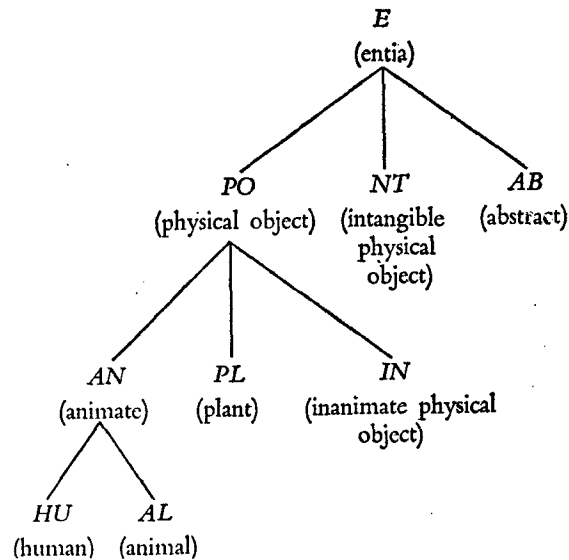 E
(entia)
PO NT AB
(physical object) (intangible (abstract)
physical
object)
AN PL IN
(animate) (plant) (inanimate physical
object)
HU AL
(human) (animal)